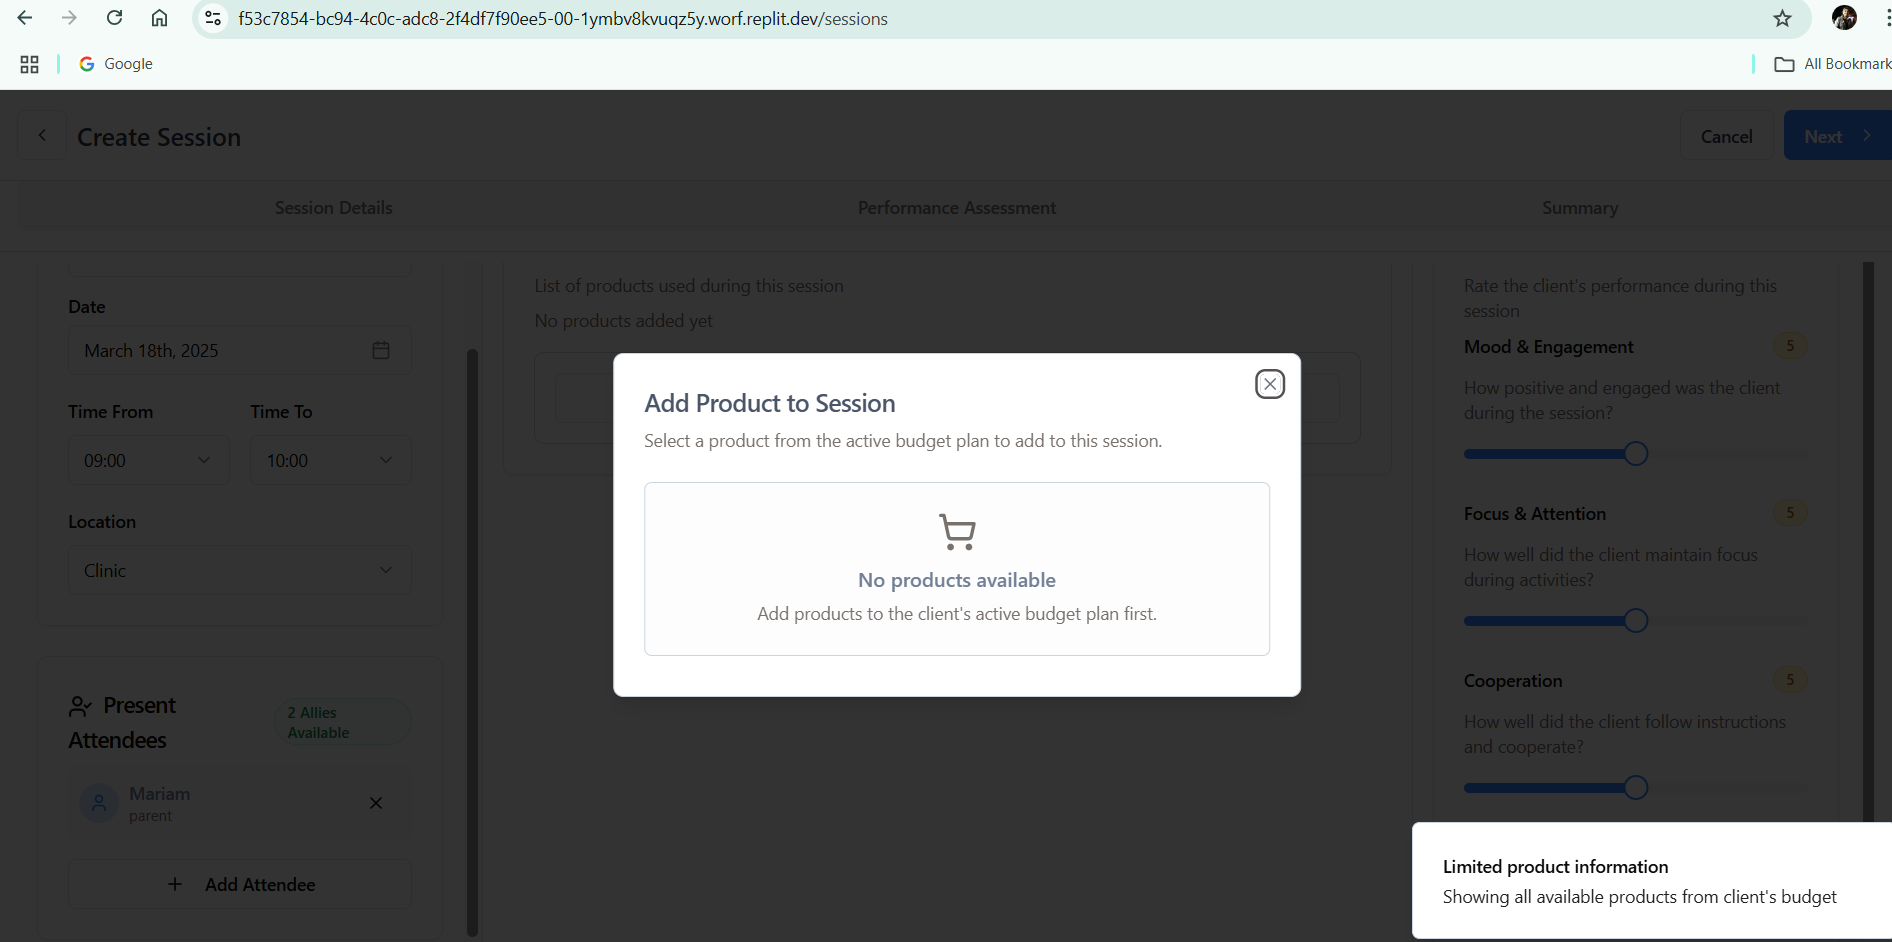 f53c7854-bc94-4c0c-adc8-2f4df7f90ee5-00-1ymbv8kvuqz5y.worf.replit.dev/sessions
Google
All Bookmark
Create Session
Cancel
Next
Session Details
Performance Assessment
Summary
Date
March 18th, 2025
Time From
Time To
09:00
10:00
Location
Clinic
Present
Attendees
2 Allies
Available
Mariam
parent
Add Attendee
List of products used during this session
No products added yet
Add Product to Session
Select a product from the active budget plan to add to this session.
No products available
Add products to the client's active budget plan first.
Rate the client's performance during this
session
Mood & Engagement
5
How positive and engaged was the client
during the session?
Focus & Attention
5
How well did the client maintain focus
during activities?
Cooperation
5
How well did the client follow instructions
and cooperate?
Limited product information
Showing all available products from client's budget